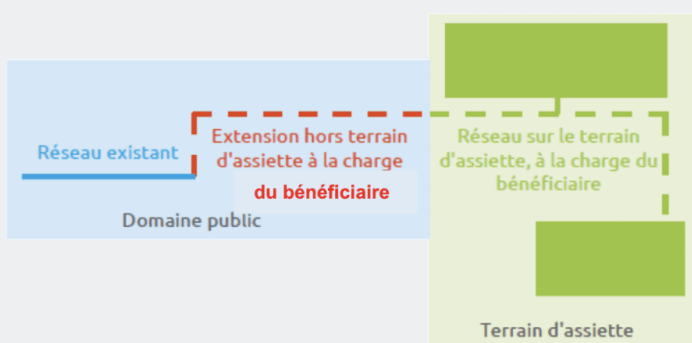 Réseau existant
Extension hors terrain
d'assiette à la charge
du bénéficiaire
Domaine public
Réseau sur le terrain
d'assiette, à la charge du
bénéficiaire
Terrain d'assiette